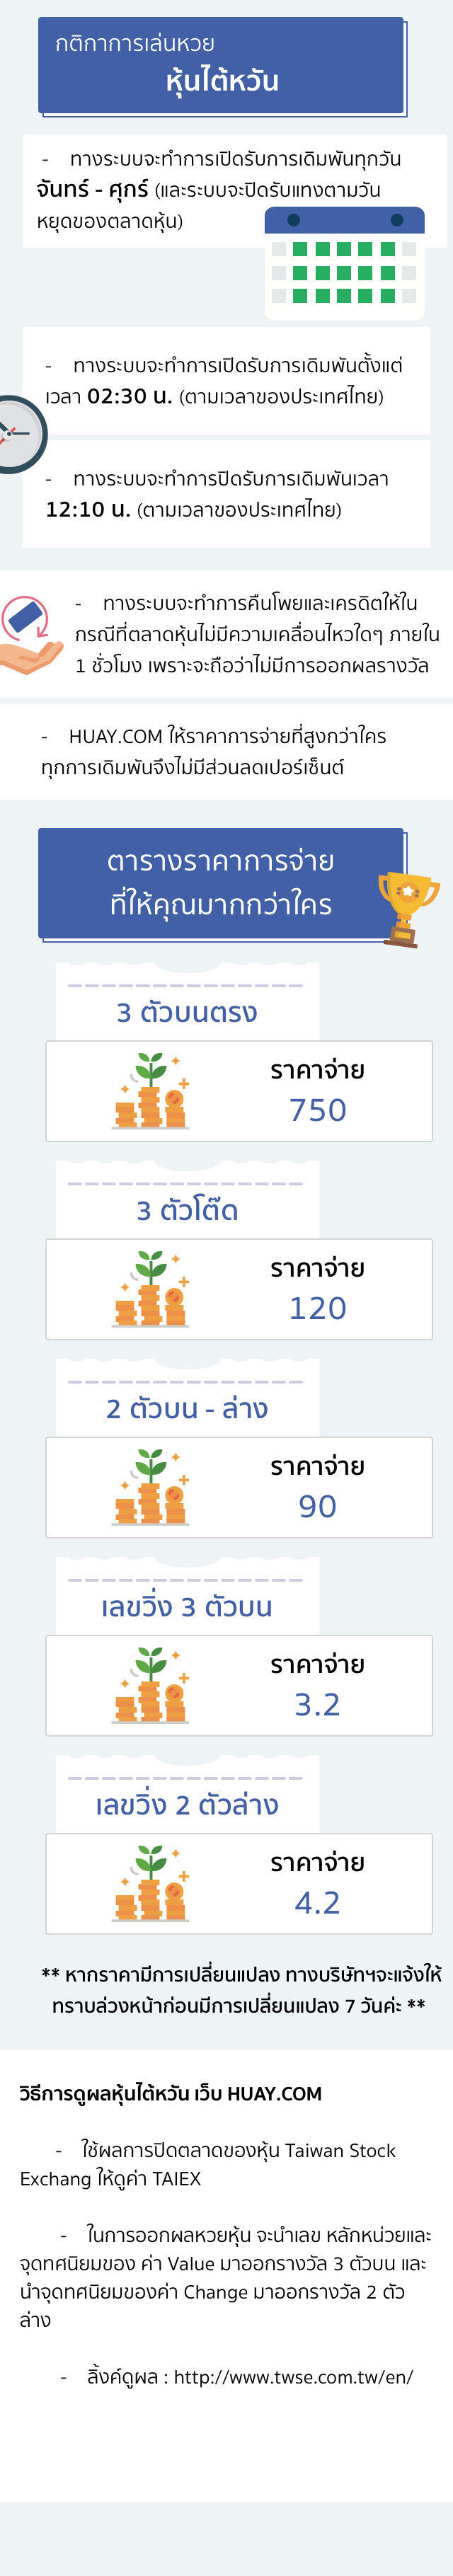 กติกาการเล่นหวย
หุ้นไต้หวัน
- ทางระบบจะทำการเปิดรับการเดิมพันทุกวัน
จันทร์ - ศุกร์ (และระบบจะปิดรับแทงตามวัน
หยุดของตลาดหุ้น)
- ทางระบบจะทำการเปิดรับการเดิมพันตั้งแต่
เวลา 02:30 น. (ตามเวลาของประเทศไทย)
- ทางระบบจะทำการปิดรับการเดิมพันเวลา
12:10 น. (ตามเวลาของประเทศไทย)
- ทางระบบจะทำการคืนโพยและเครดิตให้ใน
กรณีที่ตลาดหุ้นไม่มีความเคลื่อนไหวใดๆ ภายใน
1 ชั่วโมง เพราะจะถือว่าไม่มีการออกผลรางวัล
- HUAY.COM ให้ราคาการจ่ายที่สูงกว่าใคร
ทุกการเดิมพันจึงไม่มีส่วนลดเปอร์เซ็นต์
ตารางราคาการจ่าย
ที่ให้คุณมากกว่าใคร
3 ตัวบนตรง
ราคาจ่าย
750
3 ตัวโต๊ด
ราคาจ่าย
120
2 ตัวบน - ล่าง
ราคาจ่าย
90
เลขวิ่ง 3 ตัวบน
ราคาจ่าย
3.2
เลขวิ่ง 2 ตัวล่าง
ราคาจ่าย
4.2
** หากราคามีการเปลี่ยนแปลง ทางบริษัทฯจะแจ้งให้
ทราบล่วงหน้าก่อนมีการเปลี่ยนแปลง 7 วันค่ะ **
วิธีการดูผลหุ้นไต้หวัน เว็บ HUAY.COM
- ใช้ผลการปิดตลาดของหุ้น Taiwan Stock
Exchang ให้ดูค่า TAIEX
- ในการออกผลหวยหุ้น จะนำเลข หลักหน่วยและ
จุดทศนิยมของ ค่า Value มาออกรางวัล 3 ตัวบน และ
นำจุดทศนิยมของค่า Change มาออกรางวัล 2 ตัว
ล่าง
- ลิ้งค์ดูผล : http://www.twse.com.tw/en/